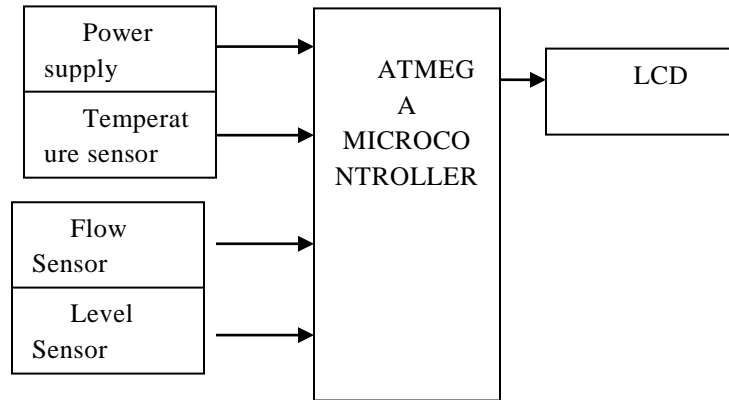 Power
supply
Temperat
ure sensor
Flow
Sensor
Level
Sensor
ATMEG
A
MICROCO
NTROLLER
LCD